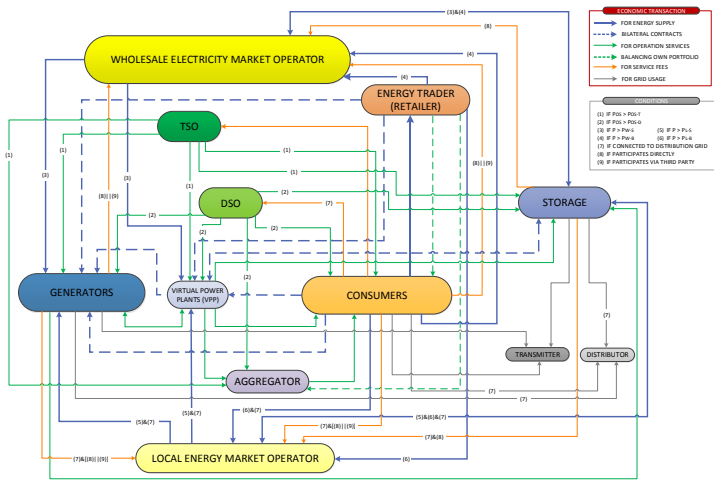 (3)&(4)
(8)
ECONOMIC TRANSACTION
FOR ENERGY SUPPLY
BILATERAL CONTRACTS
FOR OPERATION SERVICES
BALANCING OWN PORTFOLIO
FOR SERVICE FEES
FOR GRID USAGE
WHOLESALE ELECTRICITY MARKET OPERATOR
(4)
(4)
ENERGY TRADER
(RETAILER)
CONDITIONS
(1) IF POS > POS-T
(2) IF POS > POS-D
(3) IF P > PW-S (5) IF P > PL-S
(4) IF P > PW-B (6) IF P > PL-B
(7) IF CONNECTED TO DISTRIBUTION GRID
(8) IF PARTICIPATES DIRECTLY
(9) IF PARTICIPATES VIA THIRD PARTY
TSO
(1)
(1)
(1)
(1)
(1)
(3)
(3)
(8)||(9)
(8)||(9)
DSO
(2)
(2)
(2)
(2)
(2)
(7)
STORAGE
GENERATORS
VIRTUAL POWER
PLANTS (VPP)
CONSUMERS
(7)
TRANSMITTER
DISTRIBUTOR
AGGREGATOR
(7)
(7)
(5)&(7)
(5)&(7)
(6)&(7)
(5)&(6)&(7)
(7)&[(8)||(9)]
(7)&(8)
(7)&[(8)||(9)]
LOCAL ENERGY MARKET OPERATOR
(6)